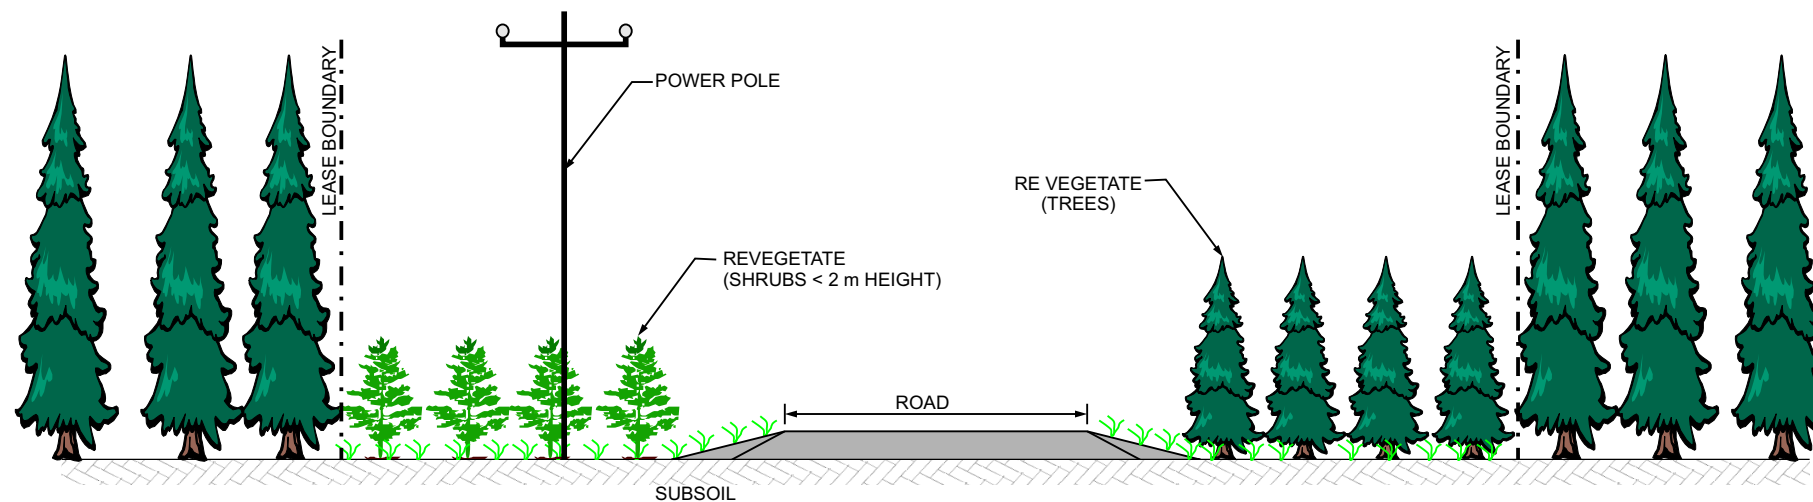 LEASE BOUNDARY
POWER POLE
RE VEGETATE
(TREES)
LEASE BOUNDARY
REVEGETATE
(SHRUBS < 2 m HEIGHT)
ROAD
SUBSOIL